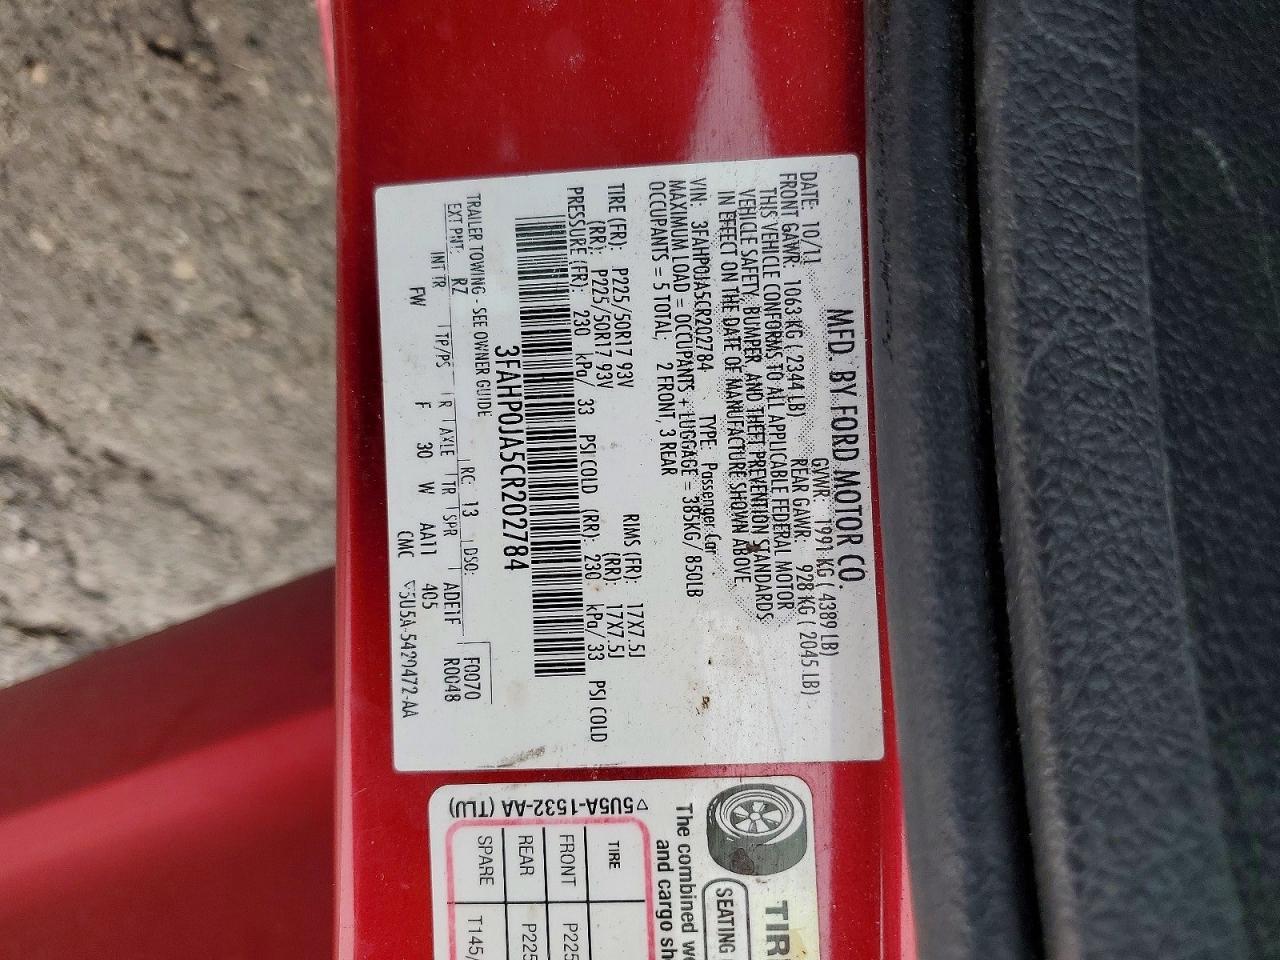 MFD. BY FORD MOTOR CO.
DATE: 10/11 GVWR: 1991 KG ( 4389 LB)
FRONT GAWR: 1063 KG ( 2344 LB) REAR GAWR: 928 KG ( 2045 LB)
THIS VEHICLE CONFORMS TO ALL APPLICABLE FEDERAL MOTOR
VEHICLE SAFETY, BUMPER, AND THEFT PREVENTION STANDARDS
IN EFFECT ON THE DATE OF MANUFACTURE SHOWN ABOVE
VIN: 3FAHP0JA5CR202784 TYPE: Passenger Car
MAXIMUM LOAD = OCCUPANTS + LUGGAGE = 385KG/ 850LB
OCCUPANTS = 5 TOTAL, 2 FRONT, 3 REAR
TIRE (FR): P225/50R17 93V RIMS (FR): 17X7.5J
(RR): P225/50R17 93V (RR): 17X7.5J
PRESSURE (FR): 230 kPa/ 33 PSI COLD (RR): 230 kPa/ 33 PSI COLD
3FAHP0JA5CR202784
TRAILER TOWING - SEE OWNER GUIDE
RC: 13 DSO: F0070
EXT PNT: RZ ADE1F R0048
INT TR TP/PS R AXLE TR SPR
FW F 30 W AA11 405
CMC ▽5U5A-5420472-AA
TIRE
SEATING
The combined we
and cargo sh
TIRE
FRONT P225
REAR P225
SPARE T145/
▽ 5U5A-1532-AA (TLU)